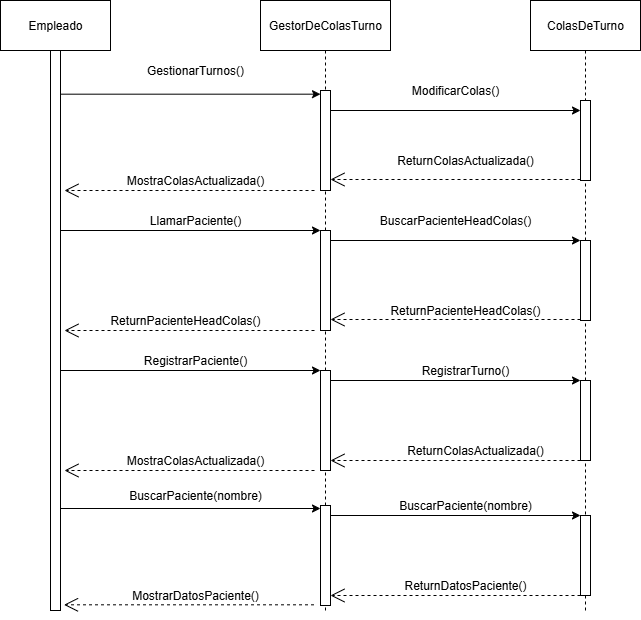 Empleado
GestorDeColasTurno
ColasDeTurno
GestionarTurnos()
ModificarColas()
ReturnColasActualizada()
MostraColasActualizada()
LlamarPaciente()
BuscarPacienteHeadColas()
ReturnPacienteHeadColas()
ReturnPacienteHeadColas()
RegistrarPaciente()
RegistrarTurno()
ReturnColasActualizada()
MostraColasActualizada()
BuscarPaciente(nombre)
BuscarPaciente(nombre)
ReturnDatosPaciente()
MostrarDatosPaciente()